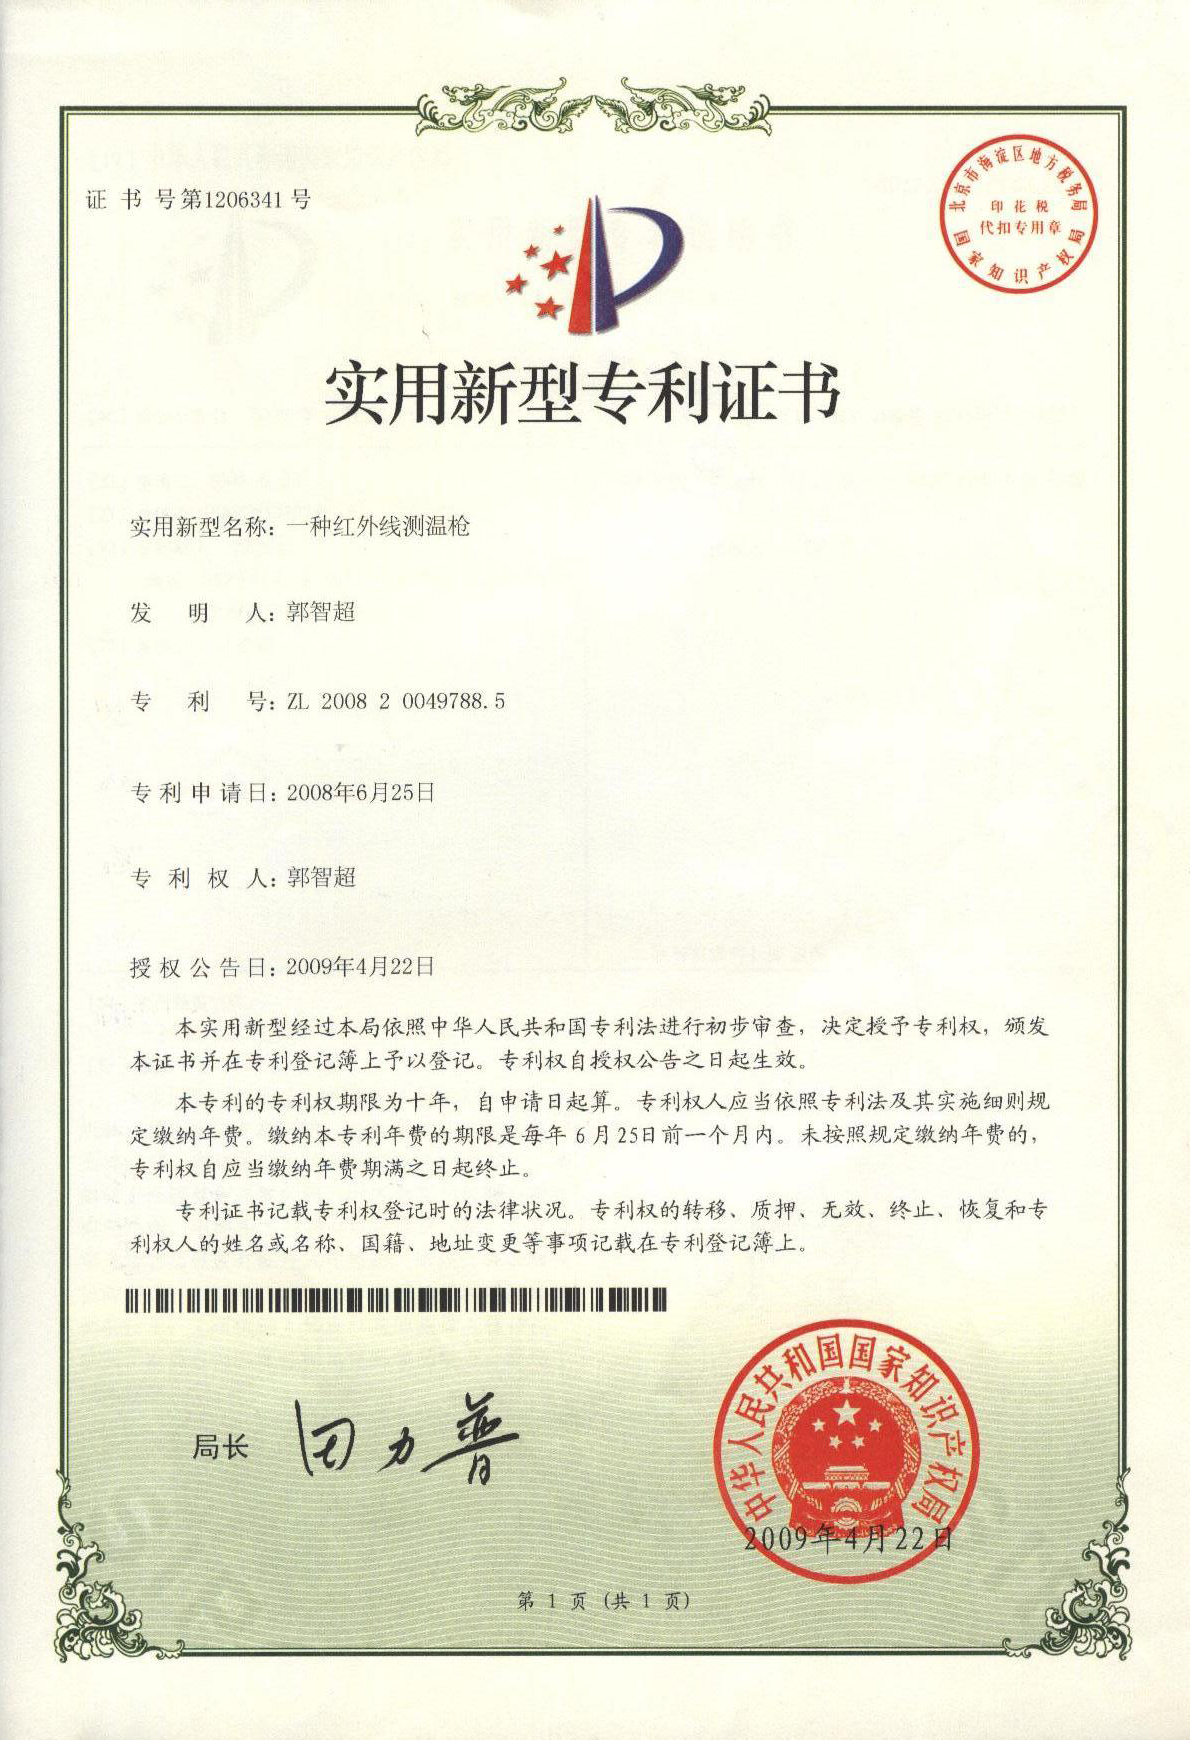 证书号第1206341号
北京市海淀区地方税务局
印花税
代扣专用章
国家知识产权局
实用新型专利证书
实用新型名称：一种红外线测温枪
发明人：郭智超
专利号：ZL 2008 2 0049788.5
专利申请日：2008年6月25日
专利权人：郭智超
授权公告日：2009年4月22日
本实用新型经过本局依照中华人民共和国专利法进行初步审查，决定授予专利权，颁发
本证书并在专利登记簿上予以登记。专利权自授权公告之日起生效。
本专利的专利权期限为十年，自申请日起算。专利权人应当依照专利法及其实施细则规
定缴纳年费。缴纳本专利年费的期限是每年6月25日前一个月内。未按照规定缴纳年费的，
专利权自应当缴纳年费期满之日起终止。
专利证书记载专利权登记时的法律状况。专利权的转移、质押、无效、终止、恢复和专
利权人的姓名或名称、国籍、地址变更等事项记载在专利登记簿上。
局长 田力普
中华人民共和国国家知识产权局
2009年4月22日
第 1 页 (共 1 页)